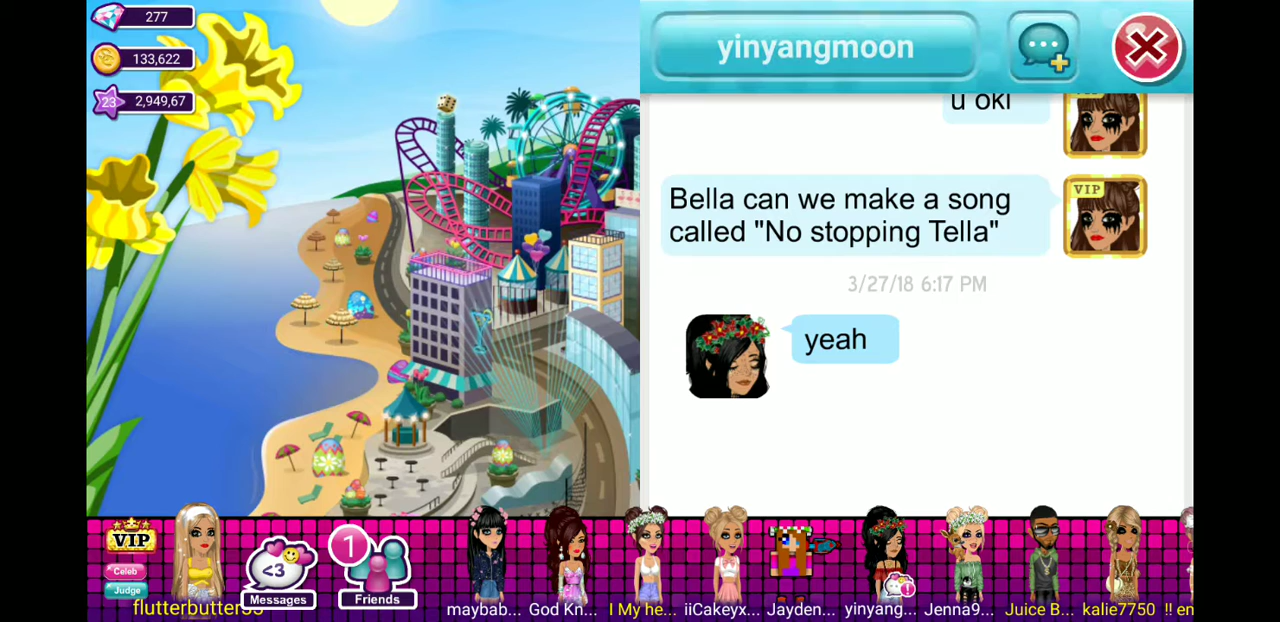 277
133,622
23 2,949,67
yinyangmoon
u oki
VIP
Bella can we make a song
called "No stopping Tella"
3/27/18 6:17 PM
yeah
VIP
Celeb
Judge
<3
Messages
1
Friends
maybab...
God Kn...
I My he...
iiCakeyx...
Jayden...
yinyang...
Jenna9...
Juice B...
kalie7750
!! en